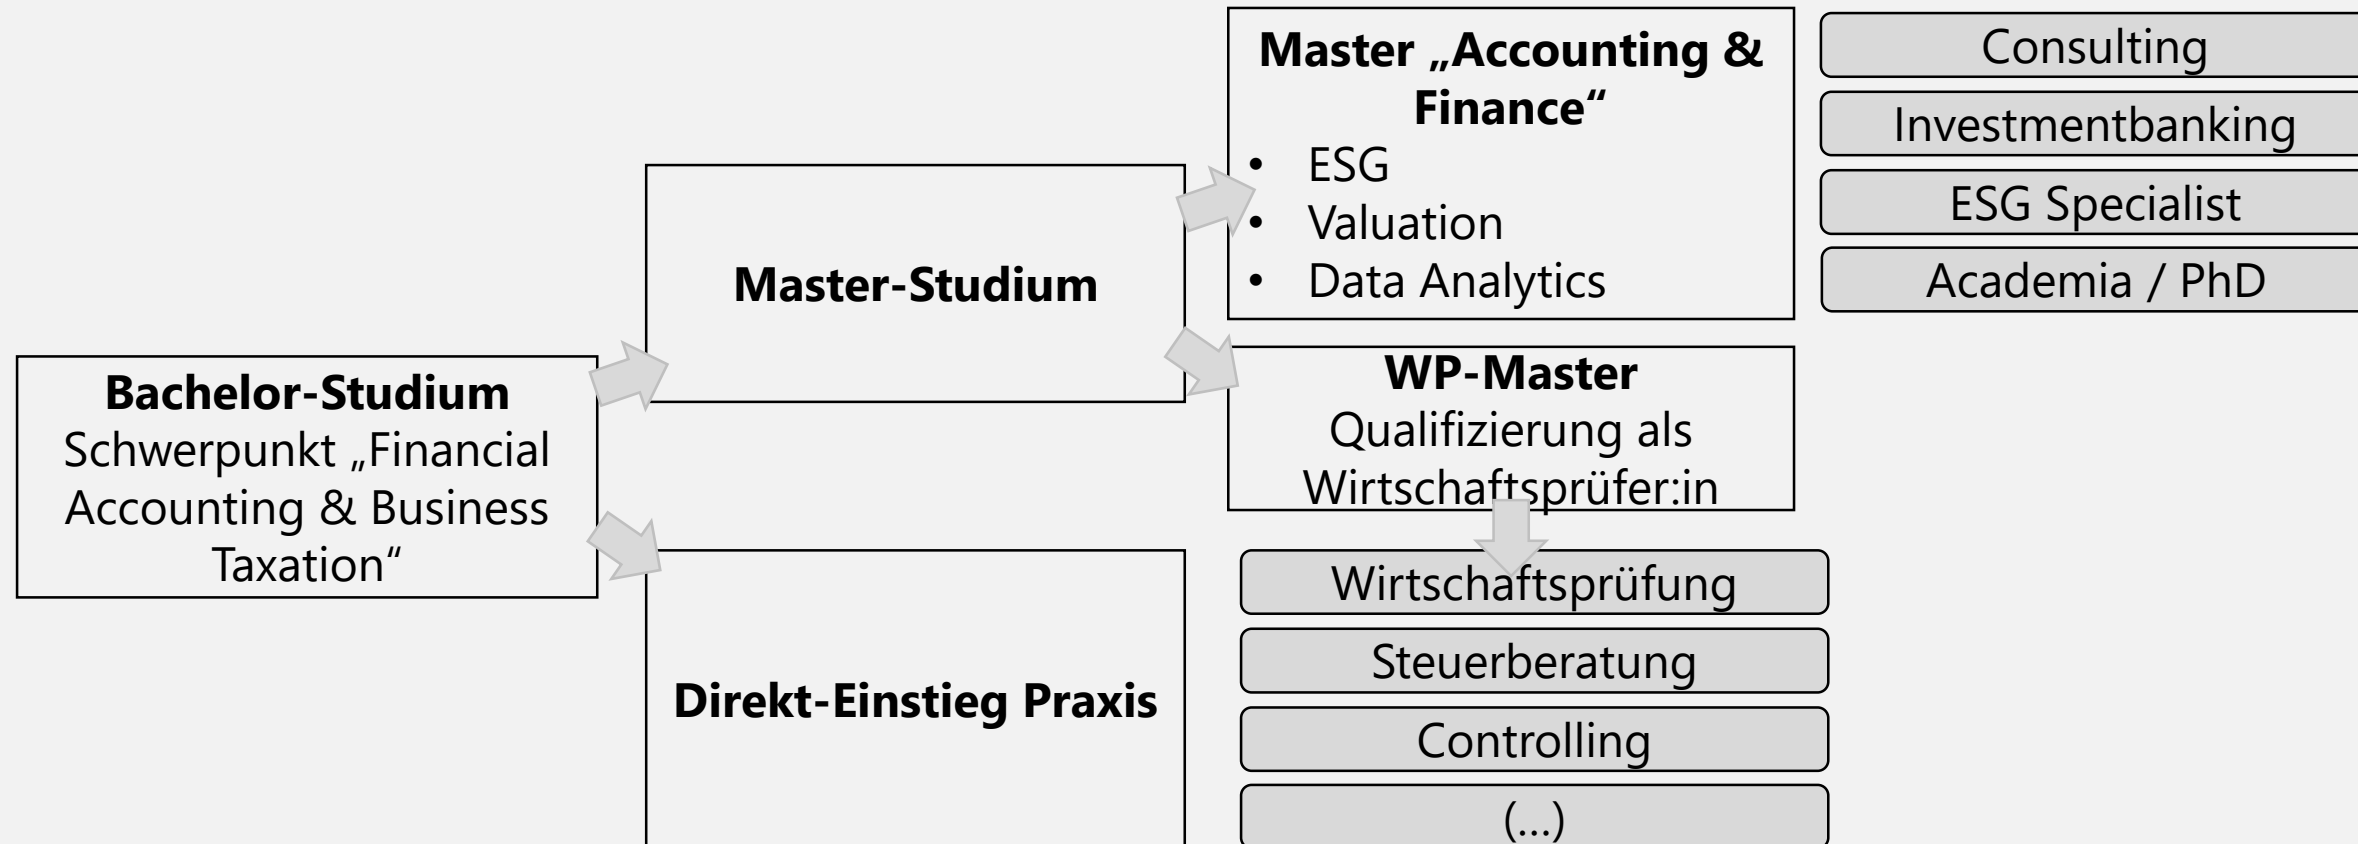 Bachelor-Studium
Schwerpunkt „Financial
Accounting & Business
Taxation“
Master-Studium
Direkt-Einstieg Praxis
Master „Accounting &
Finance“
• ESG
• Valuation
• Data Analytics
WP-Master
Qualifizierung als
Wirtschaftsprüfer:in
Consulting
Investmentbanking
ESG Specialist
Academia / PhD
Wirtschaftsprüfung
Steuerberatung
Controlling
(...)